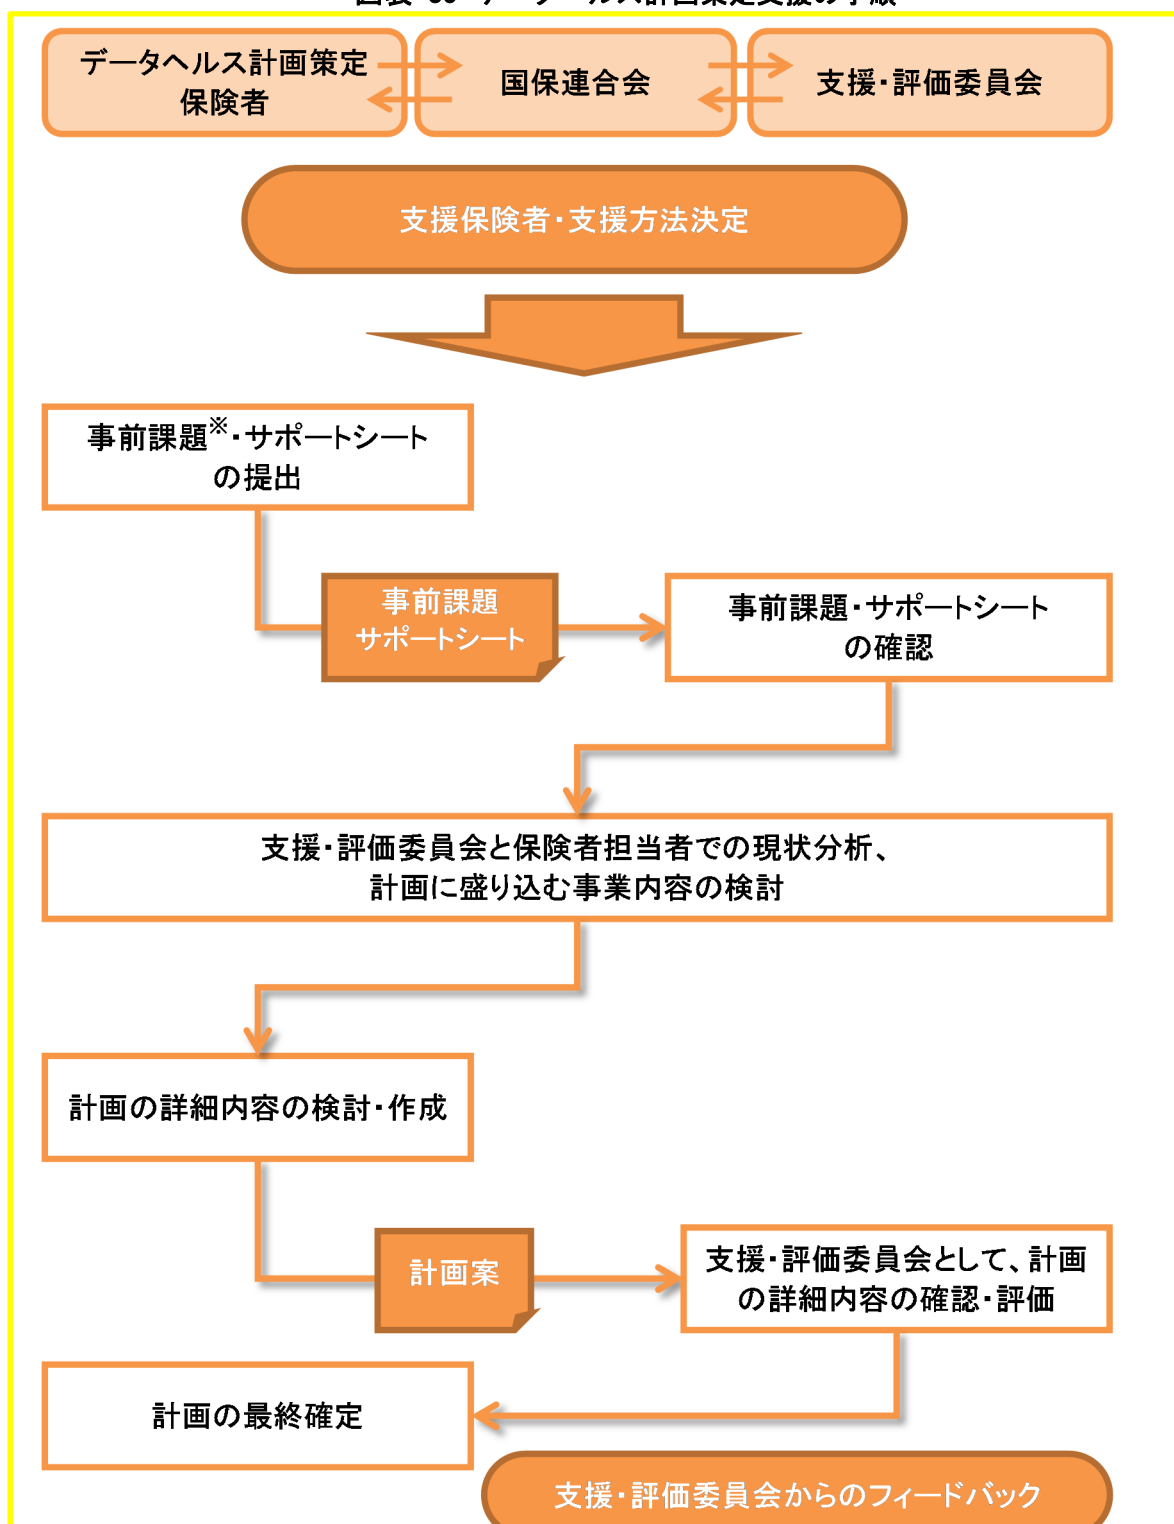 データヘルス計画策定
保険者
国保連合会
支援・評価委員会
支援保険者・支援方法決定
事前課題※・サポートシート
の提出
事前課題
サポートシート
事前課題・サポートシート
の確認
支援・評価委員会と保険者担当者での現状分析、
計画に盛り込む事業内容の検討
計画の詳細内容の検討・作成
計画案
支援・評価委員会として、計画
の詳細内容の確認・評価
計画の最終確定
支援・評価委員会からのフィードバック